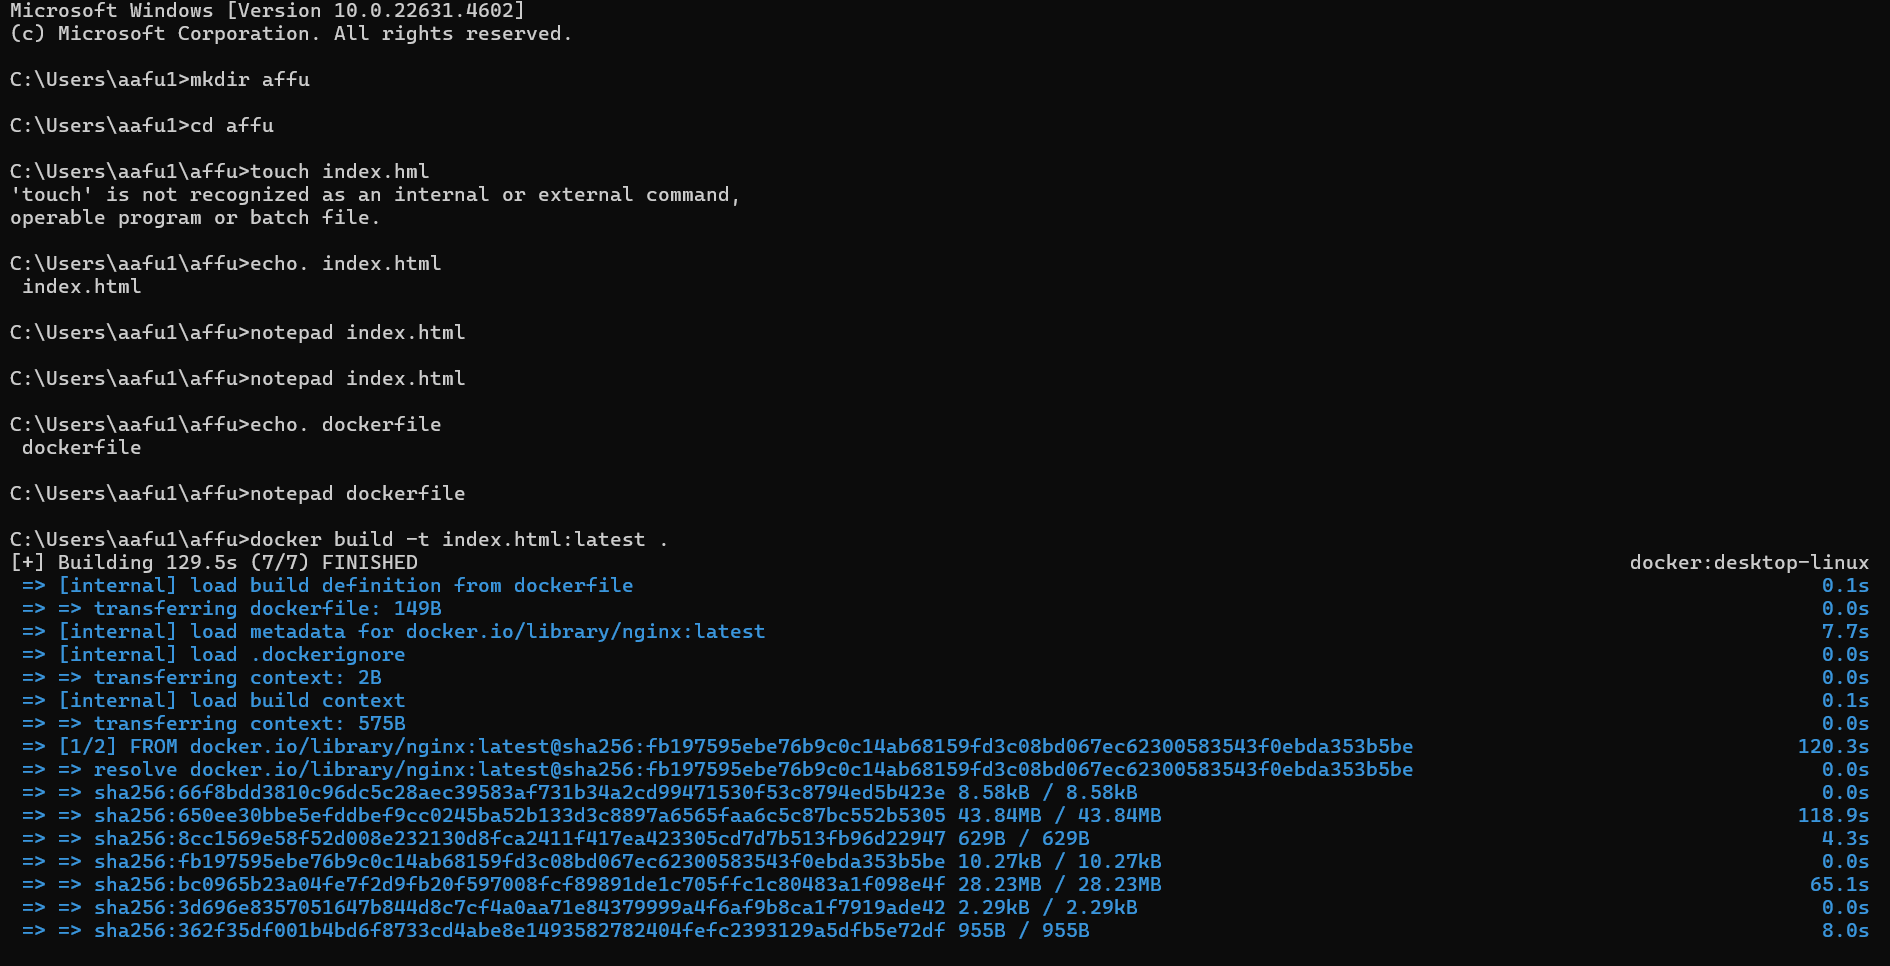 Microsoft Windows [Version 10.0.22631.4602]
(c) Microsoft Corporation. All rights reserved.
C:\Users\aafu1>mkdir affu
C:\Users\aafu1>cd affu
C:\Users\aafu1\affu>touch index.hml
'touch' is not recognized as an internal or external command,
operable program or batch file.
C:\Users\aafu1\affu>echo. index.html
 index.html
C:\Users\aafu1\affu>notepad index.html
C:\Users\aafu1\affu>notepad index.html
C:\Users\aafu1\affu>echo. dockerfile
 dockerfile
C:\Users\aafu1\affu>notepad dockerfile
C:\Users\aafu1\affu>docker build -t index.html:latest .
[+] Building 129.5s (7/7) FINISHED docker:desktop-linux
 => [internal] load build definition from dockerfile 0.1s
 => => transferring dockerfile: 149B 0.0s
 => [internal] load metadata for docker.io/library/nginx:latest 7.7s
 => [internal] load .dockerignore 0.0s
 => => transferring context: 2B 0.0s
 => [internal] load build context 0.1s
 => => transferring context: 575B 0.0s
 => [1/2] FROM docker.io/library/nginx:latest@sha256:fb197595ebe76b9c0c14ab68159fd3c08bd067ec62300583543f0ebda353b5be 120.3s
 => => resolve docker.io/library/nginx:latest@sha256:fb197595ebe76b9c0c14ab68159fd3c08bd067ec62300583543f0ebda353b5be 0.0s
 => => sha256:66f8bdd3810c96dc5c28aec39583af731b34a2cd99471530f53c8794ed5b423e 8.58kB / 8.58kB 0.0s
 => => sha256:650ee30bbe5efddbef9cc0245ba52b133d3c8897a6565faa6c5c87bc552b5305 43.84MB / 43.84MB 118.9s
 => => sha256:8cc1569e58f52d008e232130d8fca2411f417ea423305cd7d7b513fb96d22947 629B / 629B 4.3s
 => => sha256:fb197595ebe76b9c0c14ab68159fd3c08bd067ec62300583543f0ebda353b5be 10.27kB / 10.27kB 0.0s
 => => sha256:bc0965b23a04fe7f2d9fb20f597008fcf89891de1c705ffc1c80483a1f098e4f 28.23MB / 28.23MB 65.1s
 => => sha256:3d696e8357051647b844d8c7cf4a0aa71e84379999a4f6af9b8ca1f7919ade42 2.29kB / 2.29kB 0.0s
 => => sha256:362f35df001b4bd6f8733cd4abe8e1493582782404fefc2393129a5dfb5e72df 955B / 955B 8.0s